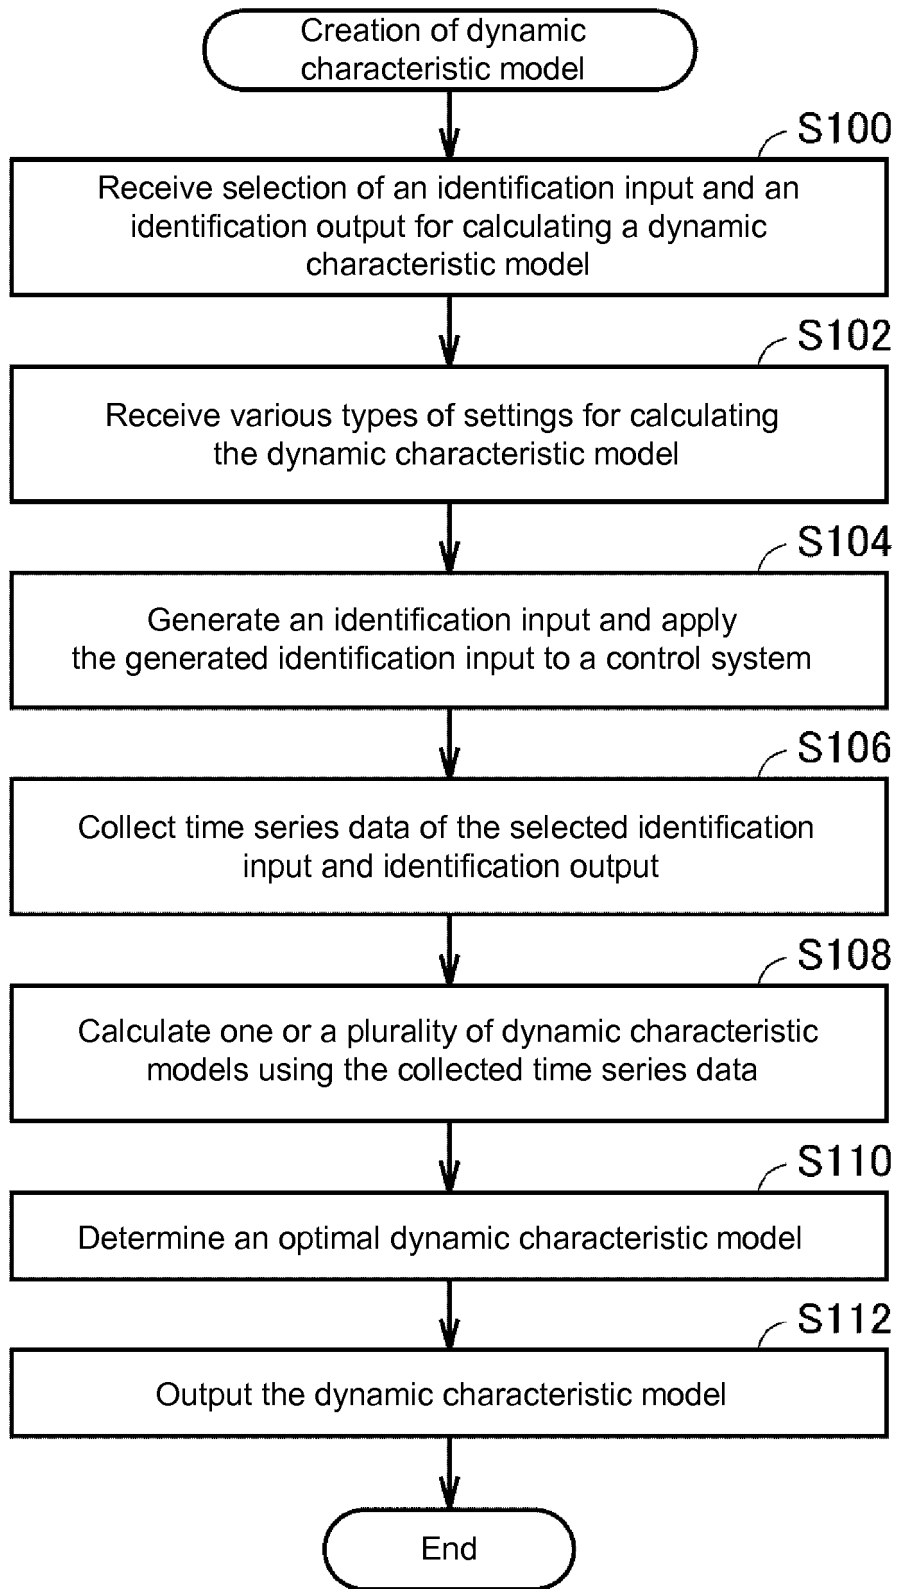 Creation of dynamic
characteristic model
S100
Receive selection of an identification input and an
identification output for calculating a dynamic
characteristic model
S102
Receive various types of settings for calculating
the dynamic characteristic model
S104
Generate an identification input and apply
the generated identification input to a control system
S106
Collect time series data of the selected identification
input and identification output
S108
Calculate one or a plurality of dynamic characteristic
models using the collected time series data
S110
Determine an optimal dynamic characteristic model
S112
Output the dynamic characteristic model
End